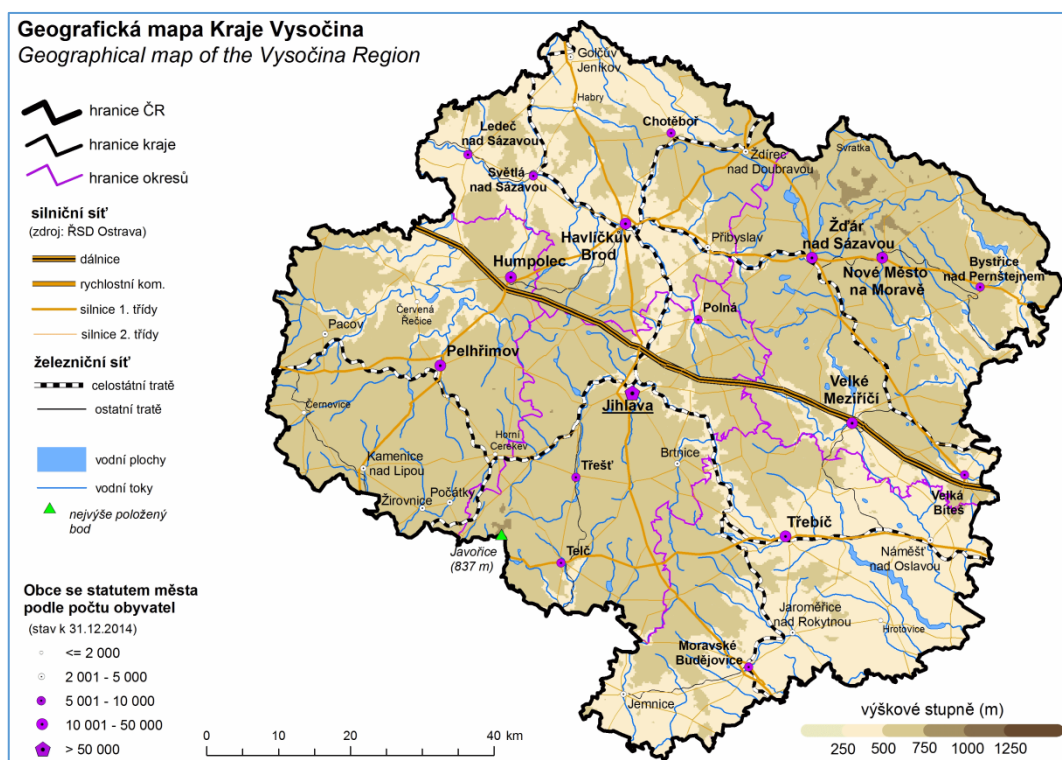 Geografická mapa Kraje Vysočina
Geographical map of the Vysočina Region
hranice ČR
hranice kraje
hranice okresů
silniční síť
(zdroj: ŘSD Ostrava)
dálnice
rychlostní kom.
silnice 1. třídy
silnice 2. třídy
železniční síť
celostátní tratě
ostatní tratě
vodní plochy
vodní toky
nejvýše položený
bod
Obce se statutem města
podle počtu obyvatel
(stav k 31.12.2014)
<= 2 000
2 001 - 5 000
5 001 - 10 000
10 001 - 50 000
> 50 000
Golčův
Jeníkov
Habry
Chotěboř
Ledeč
nad Sázavou
Světlá
nad Sázavou
Ždírec
nad Doubravou
Svratka
Havlíčkův
Brod
Přibyslav
Žďár
nad Sázavou
Nové Město
na Moravě
Bystřice
nad Pernštejnem
Humpolec
Polná
Červená
Řečice
Pacov
Pelhřimov
Velké
Meziříčí
Jihlava
Černovice
Horní
Cerekev
Brtnice
Kamenice
nad Lipou
Třešť
Počátky
Žirovnice
Velká
Bíteš
Javořice
(837 m)
Telč
Třebíč
Náměšť
nad Oslavou
Jaroměřice
nad Rokytnou
Hrotovice
Moravské
Budějovice
Jemnice
0 10 20 40 km
výškové stupně (m)
250 500 750 1000 1250